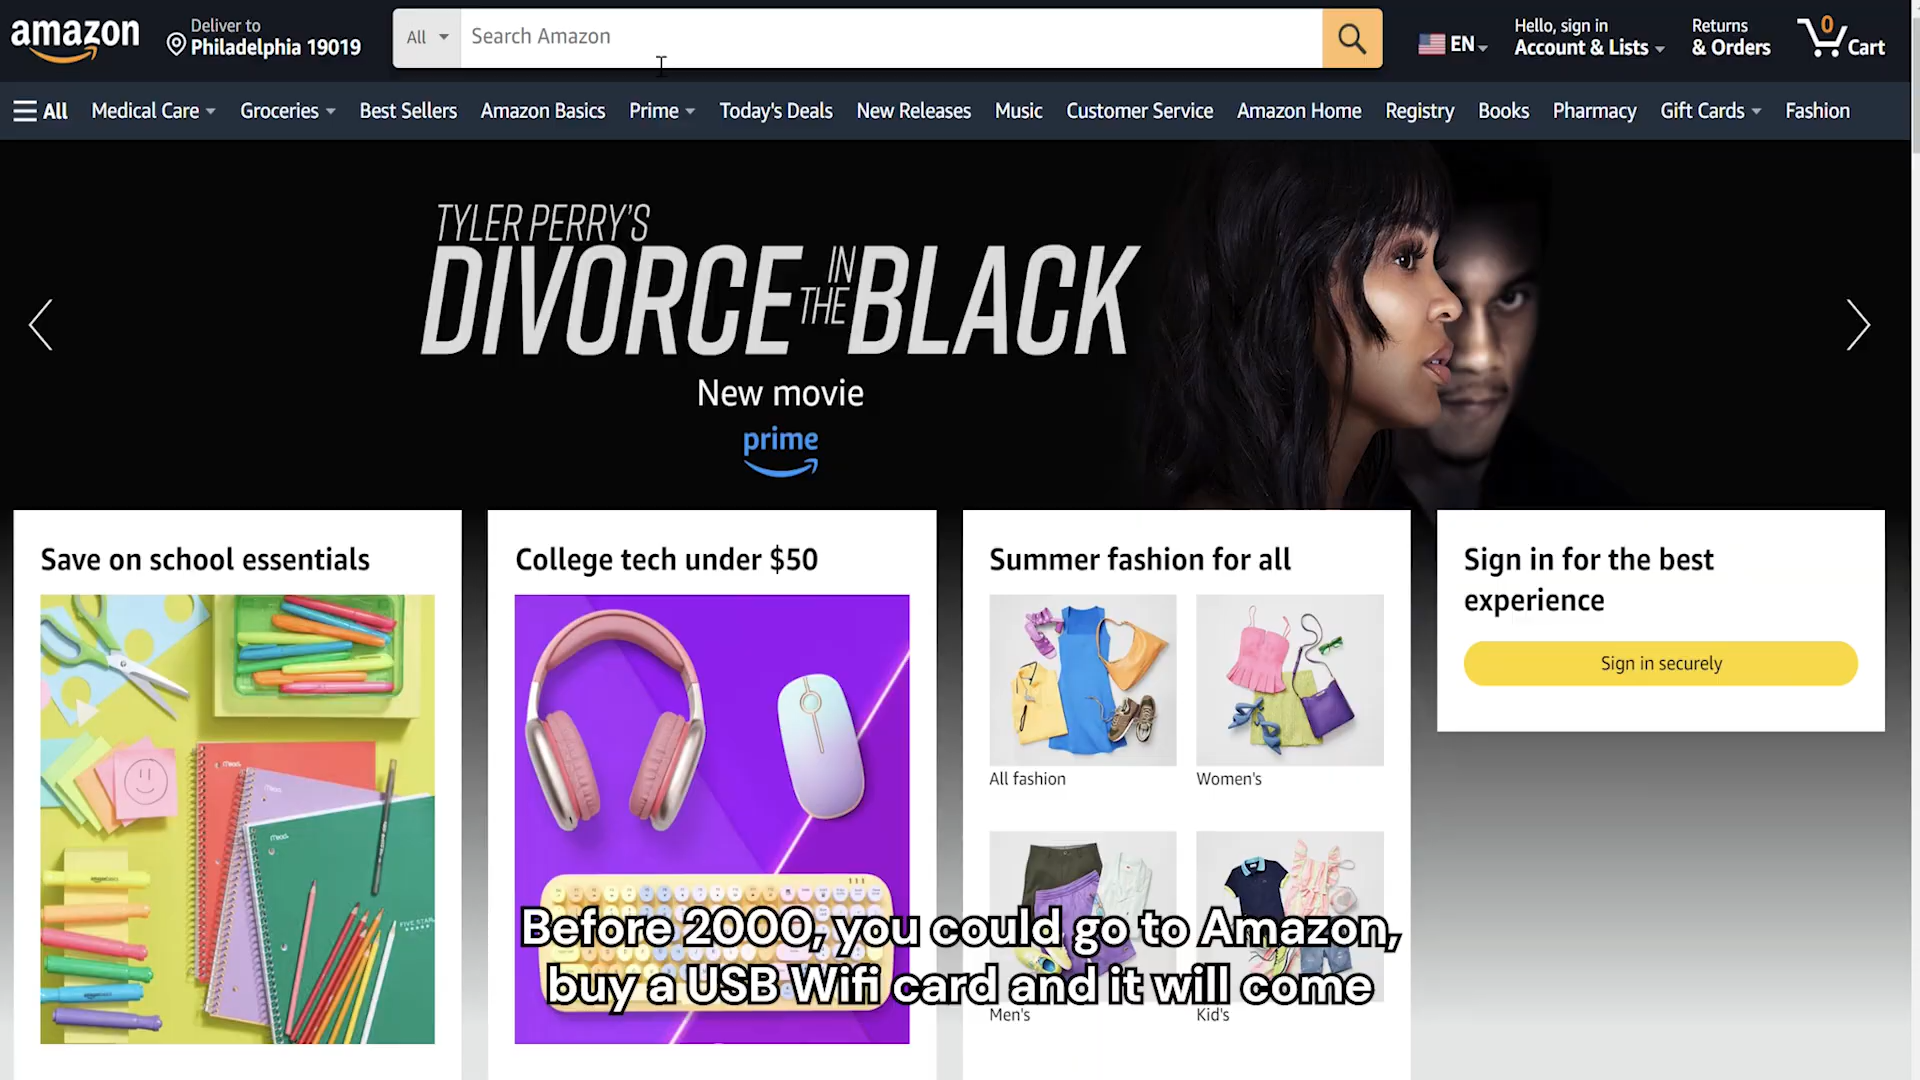 amazon
Deliver to
Philadelphia 19019
All
Search Amazon
EN
Hello, sign in
Account & Lists
Returns
& Orders
0
Cart
All
Medical Care
Groceries
Best Sellers
Amazon Basics
Prime
Today's Deals
New Releases
Music
Customer Service
Amazon Home
Registry
Books
Pharmacy
Gift Cards
Fashion
TYLER PERRY'S
DIVORCE IN THE BLACK
New movie
prime
Save on school essentials
College tech under $50
Summer fashion for all
Sign in for the best
experience
Sign in securely
All fashion
Women's
Men's
Kid's
Before 2000, you could go to Amazon,
buy a USB Wifi card and it will come